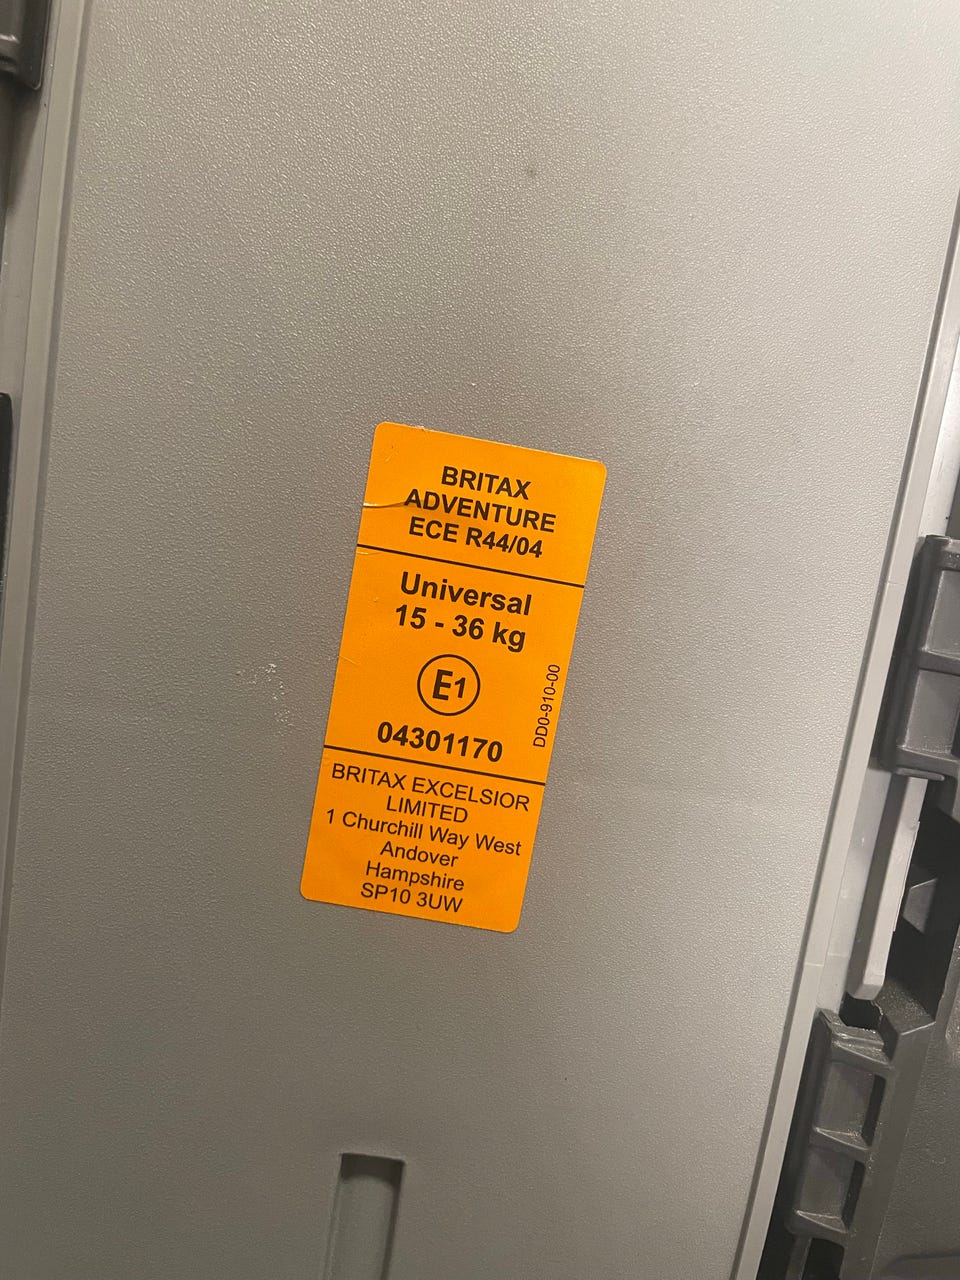 BRITAX
ADVENTURE
ECE R44/04
Universal
15 - 36 kg
E1
04301170
DD0-910-00
BRITAX EXCELSIOR
LIMITED
1 Churchill Way West
Andover
Hampshire
SP10 3UW